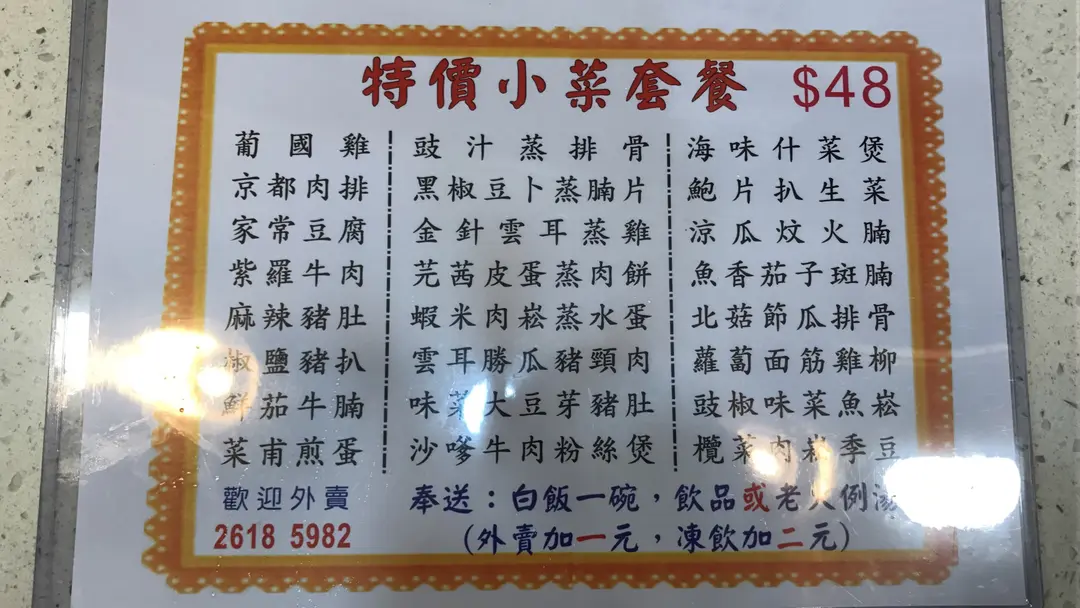 特價小菜套餐 $48
葡國雞
京都肉排
家常豆腐
紫羅牛肉
麻辣豬肚
椒鹽豬扒
鮮茄牛腩
菜甫煎蛋
豉汁蒸排骨
黑椒豆卜蒸腩片
金針雲耳蒸雞
芫茜皮蛋蒸肉餅
蝦米肉崧蒸水蛋
雲耳勝瓜豬頸肉
味菜大豆芽豬肚
沙嗲牛肉粉絲煲
海味什菜煲
鮑片扒生菜
涼瓜炆火腩
魚香茄子斑腩
北菇節瓜排骨
蘿蔔面筋雞柳
豉椒味菜魚崧
欖菜肉崧季豆
歡迎外賣
2618 5982
奉送：白飯一碗，飲品或老人例湯
(外賣加一元，凍飲加二元)